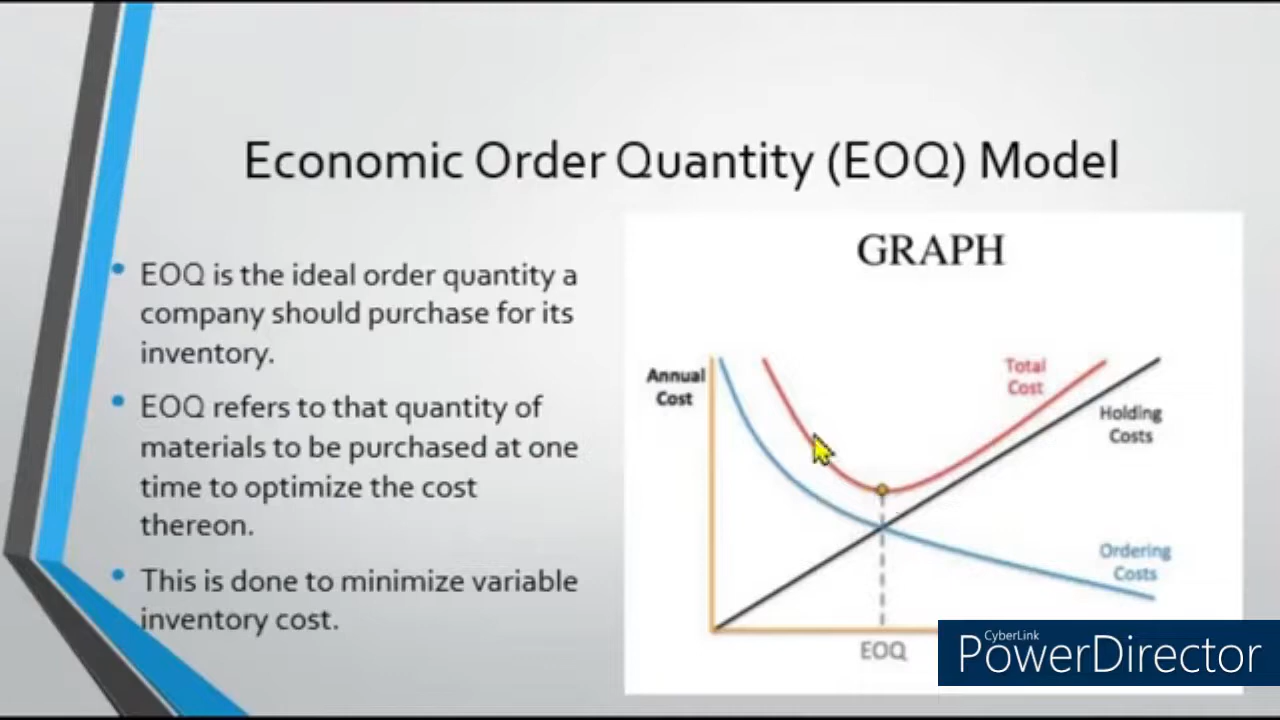 Economic Order Quantity (EOQ) Model
• EOQ is the ideal order quantity a
company should purchase for its
inventory.
• EOQ refers to that quantity of
materials to be purchased at one
time to optimize the cost
thereon.
• This is done to minimize variable
inventory cost.
GRAPH
Annual
Cost
Total
Cost
Holding
Costs
Ordering
Costs
EOQ
CyberLink
PowerDirector